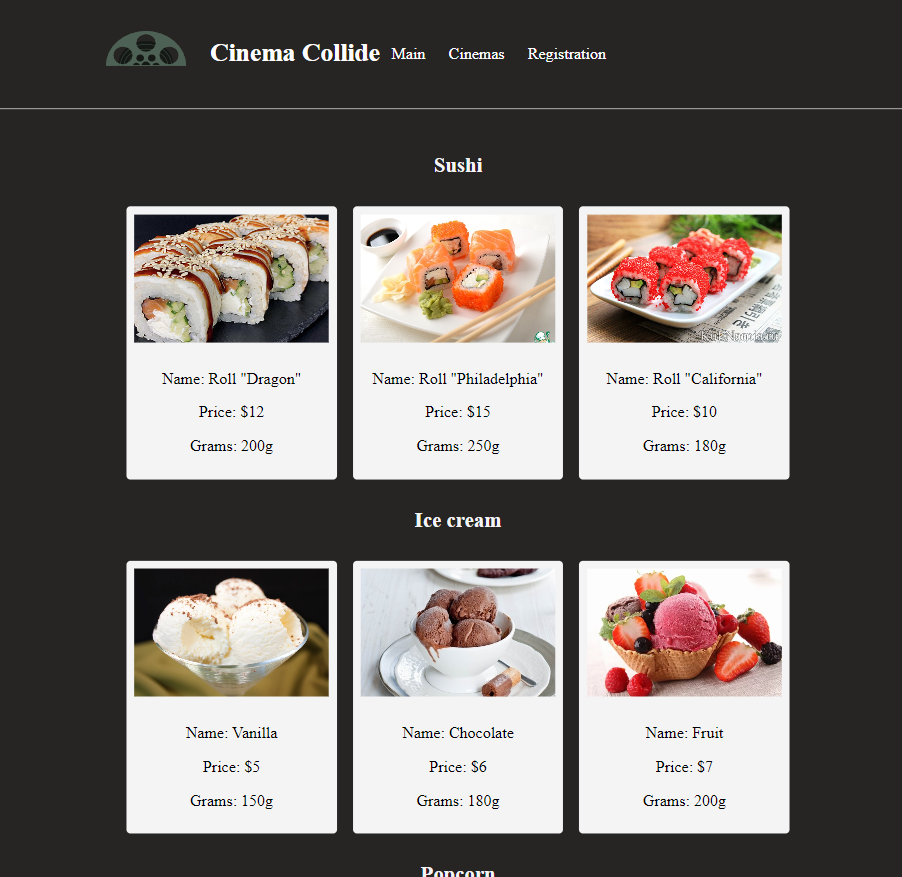 Cinema Collide Main Cinemas Registration
Sushi
Name: Roll "Dragon" Name: Roll "Philadelphia" Name: Roll "California"
Price: $12 Price: $15 Price: $10
Grams: 200g Grams: 250g Grams: 180g
Ice cream
Name: Vanilla Name: Chocolate Name: Fruit
Price: $5 Price: $6 Price: $7
Grams: 150g Grams: 180g Grams: 200g
Popcorn